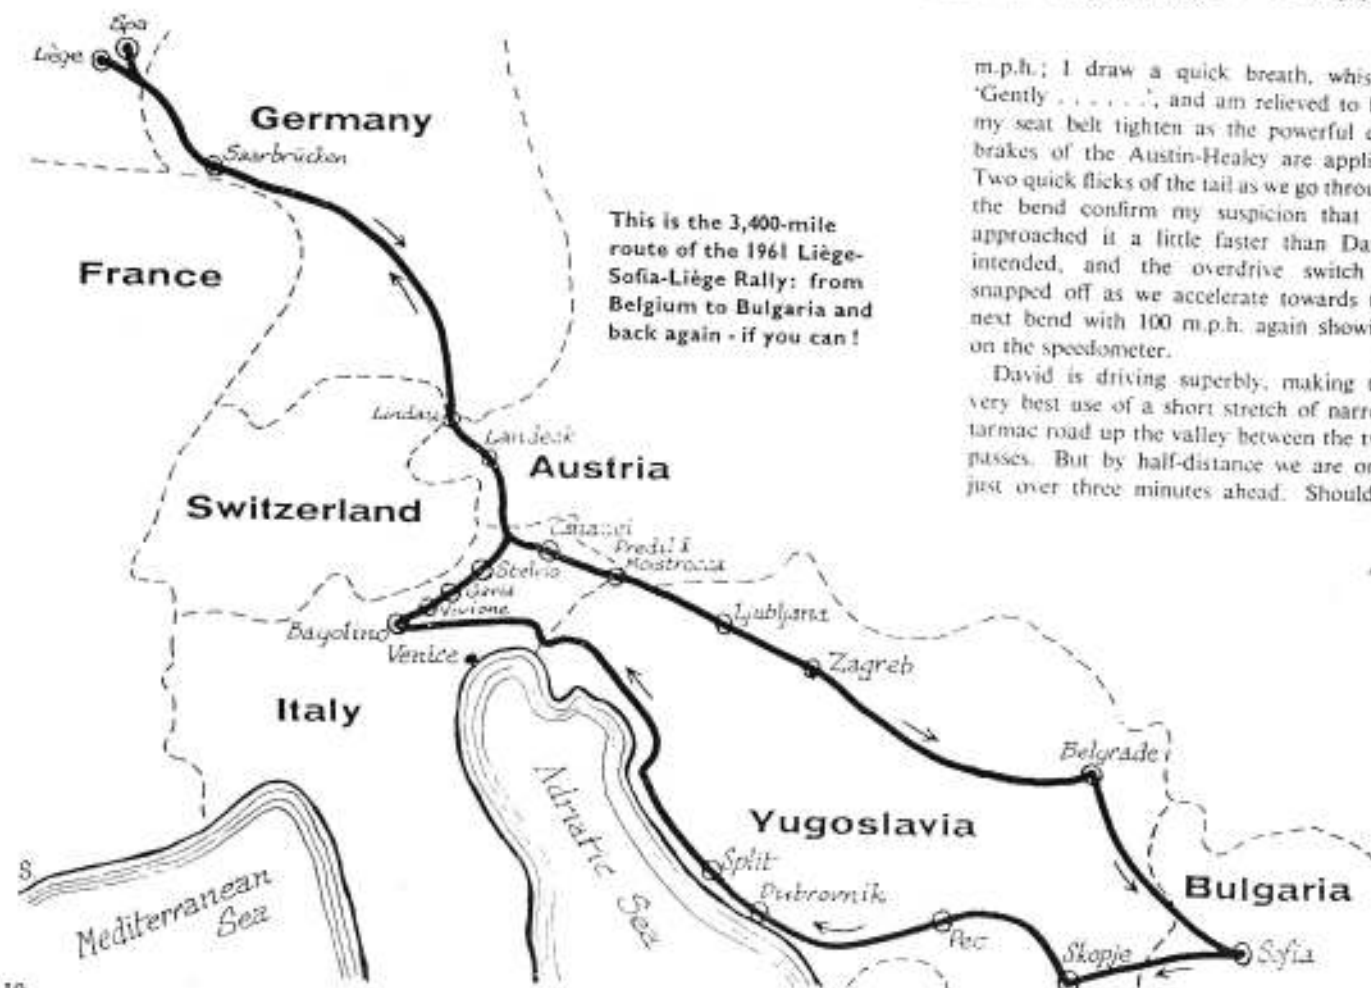 Spa
Liège
Germany
Saarbrücken
France
This is the 3,400-mile
route of the 1961 Liège-
Sofia-Liège Rally: from
Belgium to Bulgaria and
back again - if you can !
Lindau
Landeck
Austria
Switzerland
Predil &
Moistrocca
Stelvio
Gavia
Vivione
Ljubljana
Bagolino
Venice
Zagreb
Italy
Belgrade
Adriatic
Sea
Yugoslavia
Split
Bulgaria
Mediterranean
Sea
Dubrovnik
Pec
Skopje
Sofia
S
m.p.h.; I draw a quick breath, whis
'Gently . . . . . .', and am relieved to
my seat belt tighten as the powerful
brakes of the Austin-Healey are appli
Two quick flicks of the tail as we go throu
the bend confirm my suspicion that
approached it a little faster than Da
intended, and the overdrive switch
snapped off as we accelerate towards
next bend with 100 m.p.h. again showi
on the speedometer.
David is driving superbly, making
very best use of a short stretch of narr
tarmac road up the valley between the
passes. But by half-distance we are
just over three minutes ahead. Should